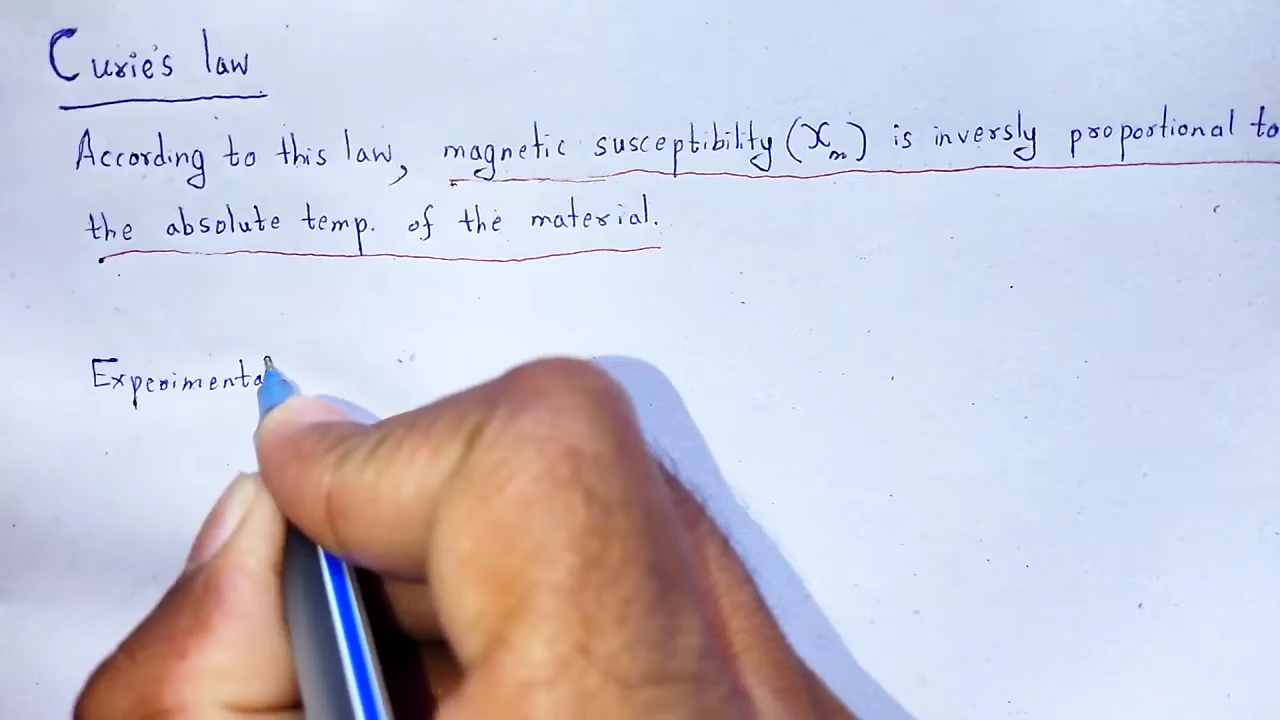 Curie's law
According to this law, magnetic susceptibility (χm) is inversly proportional to
the absolute temp. of the material.
Experimenta